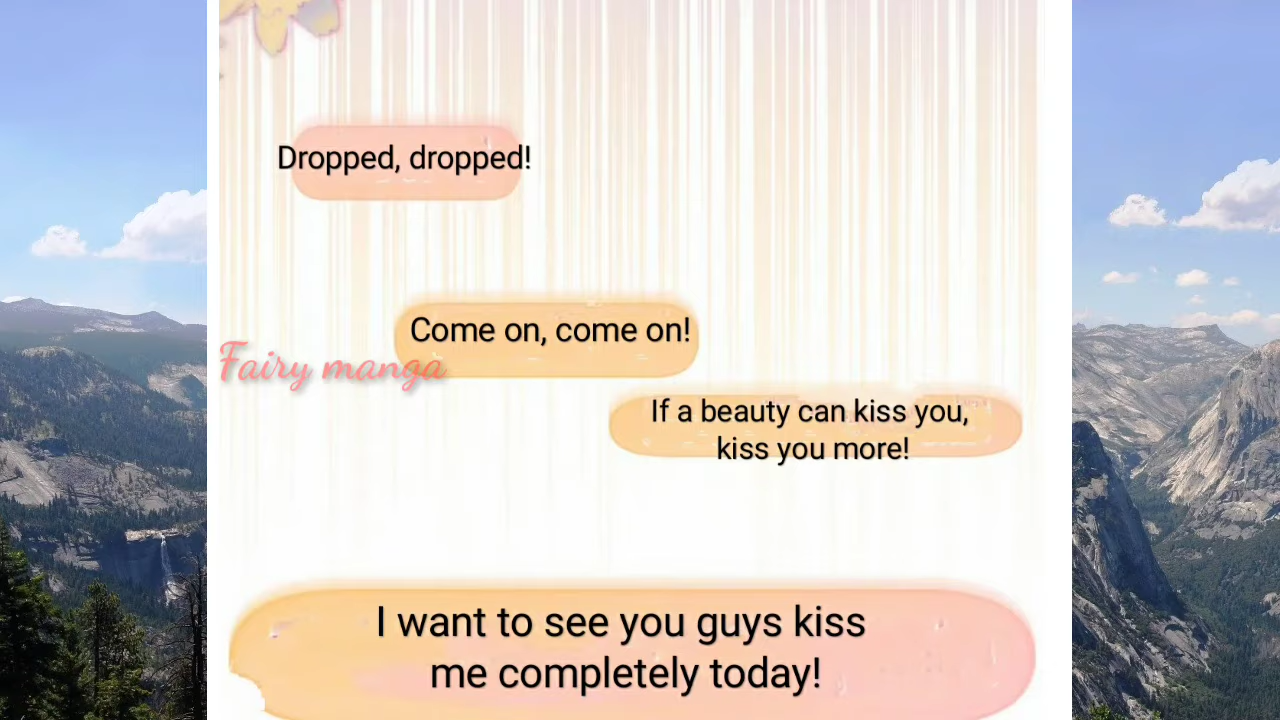 Dropped, dropped!
Come on, come on!
Fairy manga
If a beauty can kiss you,
kiss you more!
I want to see you guys kiss
me completely today!